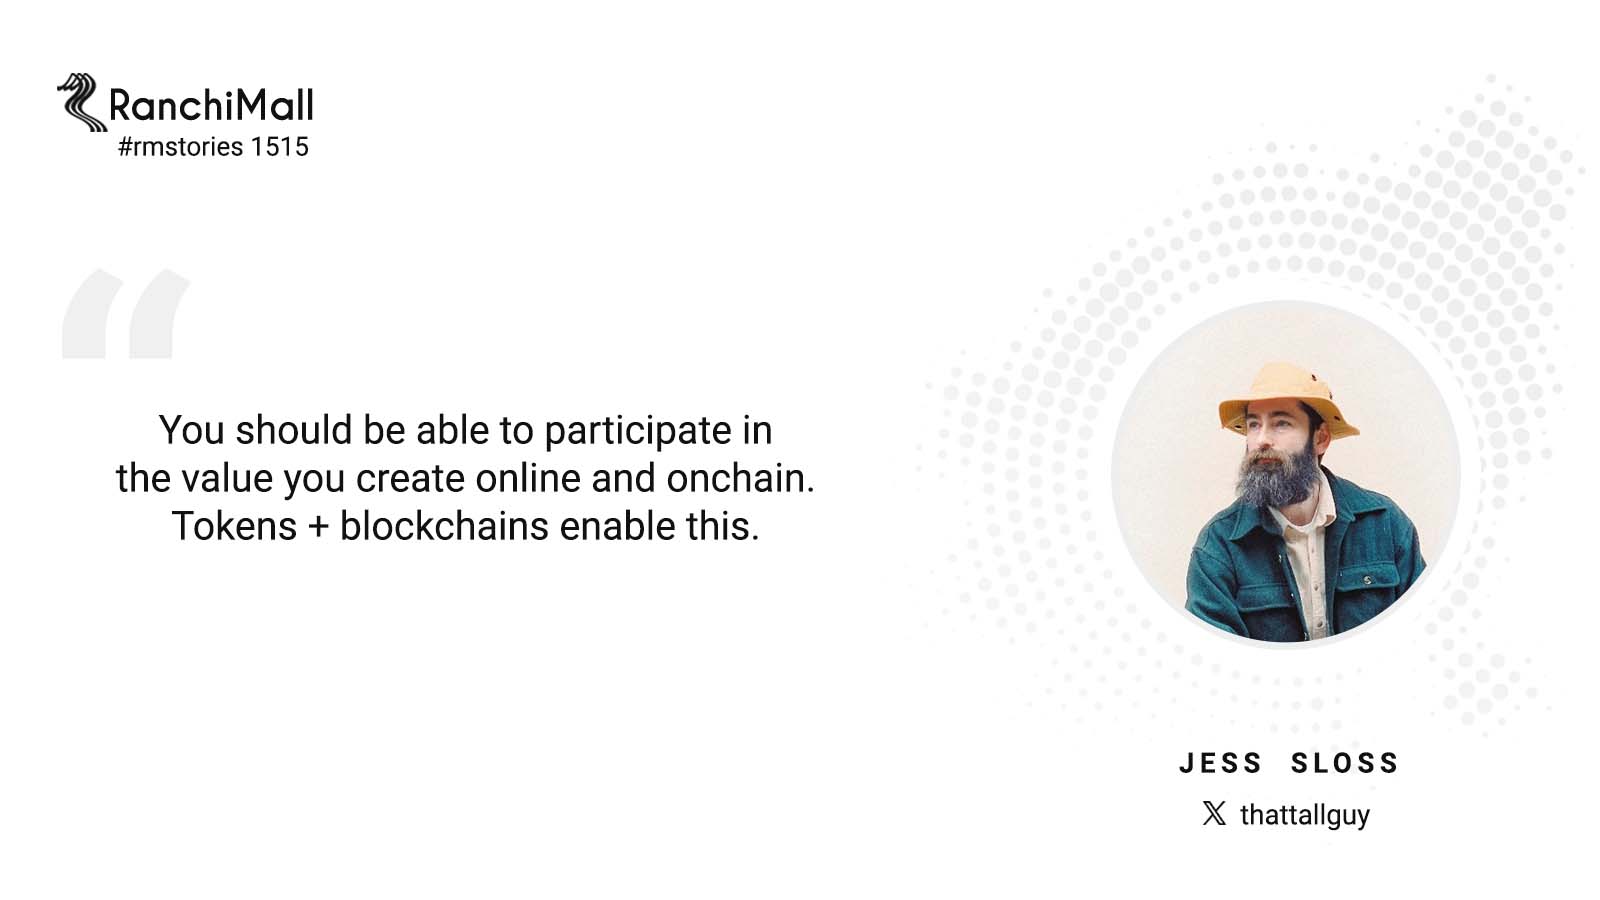 RanchiMall
#rmstories 1515
“
You should be able to participate in
the value you create online and onchain.
Tokens + blockchains enable this.
JESS SLOSS
X thattallguy